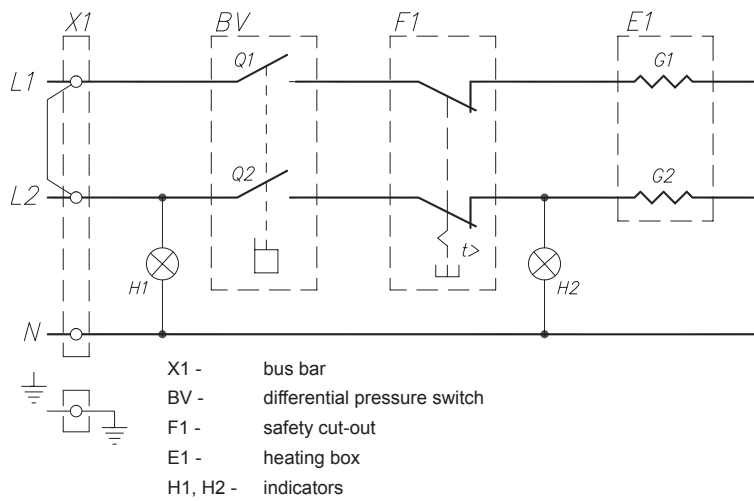 X1 BV F1 E1
L1 Q1 G1
L2 Q2 G2
H1 t> H2
N
X1 - bus bar
BV - differential pressure switch
F1 - safety cut-out
E1 - heating box
H1, H2 - indicators